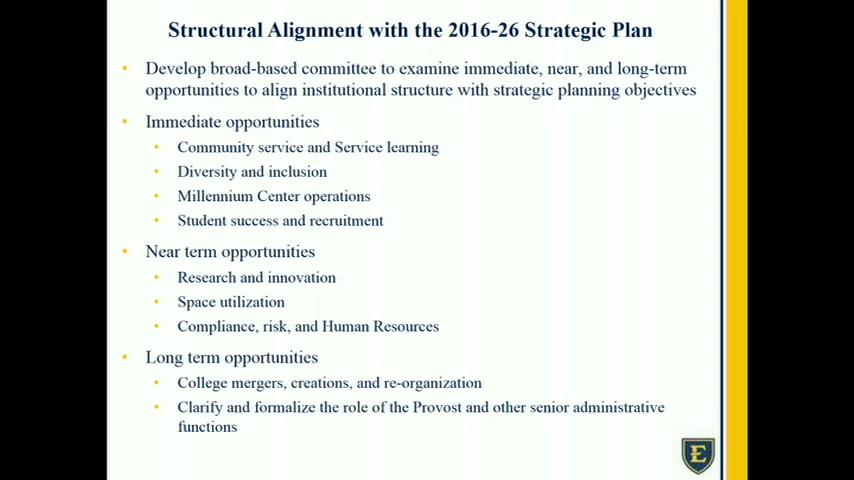 Structural Alignment with the 2016-26 Strategic Plan
• Develop broad-based committee to examine immediate, near, and long-term
opportunities to align institutional structure with strategic planning objectives
• Immediate opportunities
• Community service and Service learning
• Diversity and inclusion
• Millennium Center operations
• Student success and recruitment
• Near term opportunities
• Research and innovation
• Space utilization
• Compliance, risk, and Human Resources
• Long term opportunities
• College mergers, creations, and re-organization
• Clarify and formalize the role of the Provost and other senior administrative
functions
E